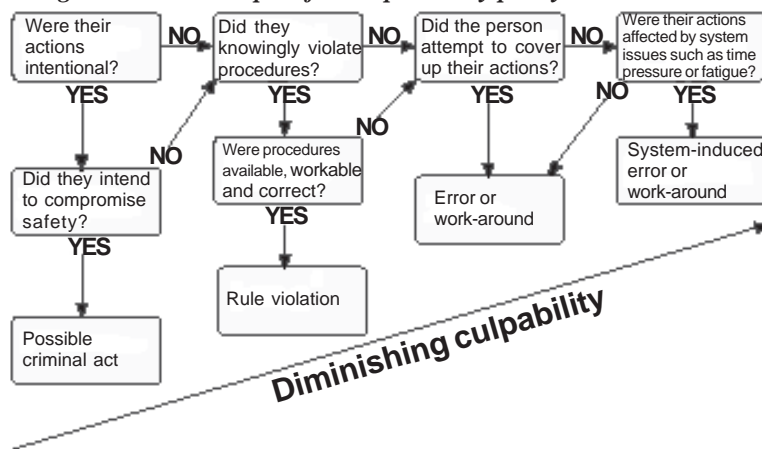 Were their
actions
intentional?
NO
Did they
knowingly violate
procedures?
NO
Did the person
attempt to cover
up their actions?
NO
Were their actions
affected by system
issues such as time
pressure or fatigue?
YES
YES
YES
YES
NO
NO
NO
Did they intend
to compromise
safety?
Were procedures
available, workable
and correct?
Error or
work-around
System-induced
error or
work-around
YES
YES
Possible
criminal act
Rule violation
Diminishing culpability